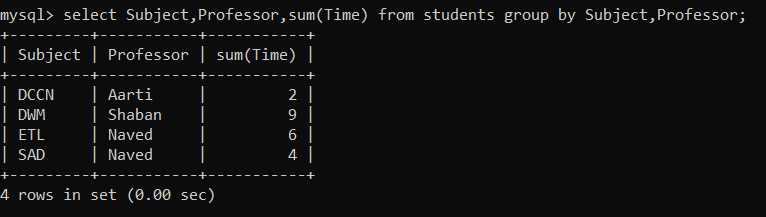 mysql> select Subject,Professor,sum(Time) from students group by Subject,Professor;
+---------+-----------+-----------+
| Subject | Professor | sum(Time) |
+---------+-----------+-----------+
| DCCN    | Aarti     |         2 |
| DWM     | Shaban    |         9 |
| ETL     | Naved     |         6 |
| SAD     | Naved     |         4 |
+---------+-----------+-----------+
4 rows in set (0.00 sec)